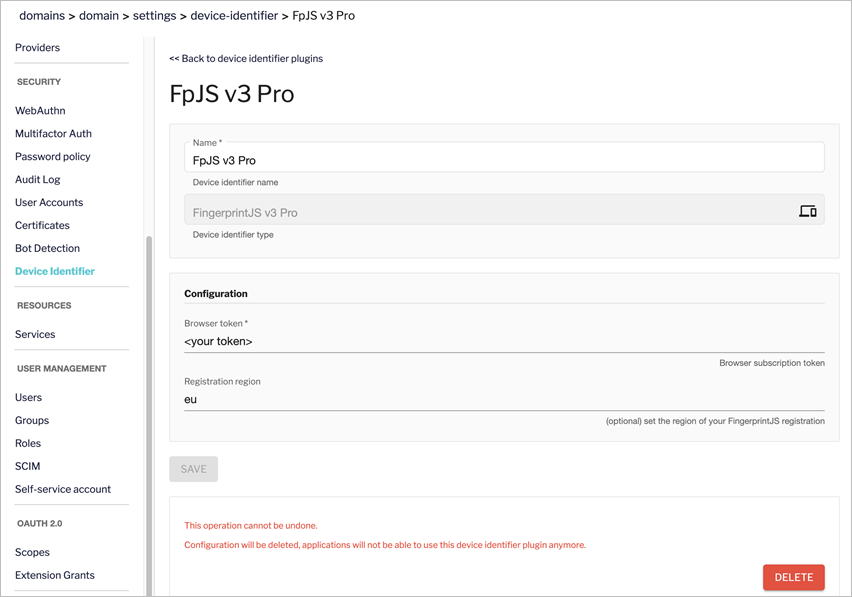 domains > domain > settings > device-identifier > FpJS v3 Pro
Providers
SECURITY
WebAuthn
Multifactor Auth
Password policy
Audit Log
User Accounts
Certificates
Bot Detection
Device Identifier
RESOURCES
Services
USER MANAGEMENT
Users
Groups
Roles
SCIM
Self-service account
OAUTH 2.0
Scopes
Extension Grants
<< Back to device identifier plugins
FpJS v3 Pro
Name *
FpJS v3 Pro
Device identifier name
FingerprintJS v3 Pro
Device identifier type
Configuration
Browser token *
<your token>
Browser subscription token
Registration region
eu
(optional) set the region of your FingerprintJS registration
SAVE
This operation cannot be undone.
Configuration will be deleted, applications will not be able to use this device identifier plugin anymore.
DELETE